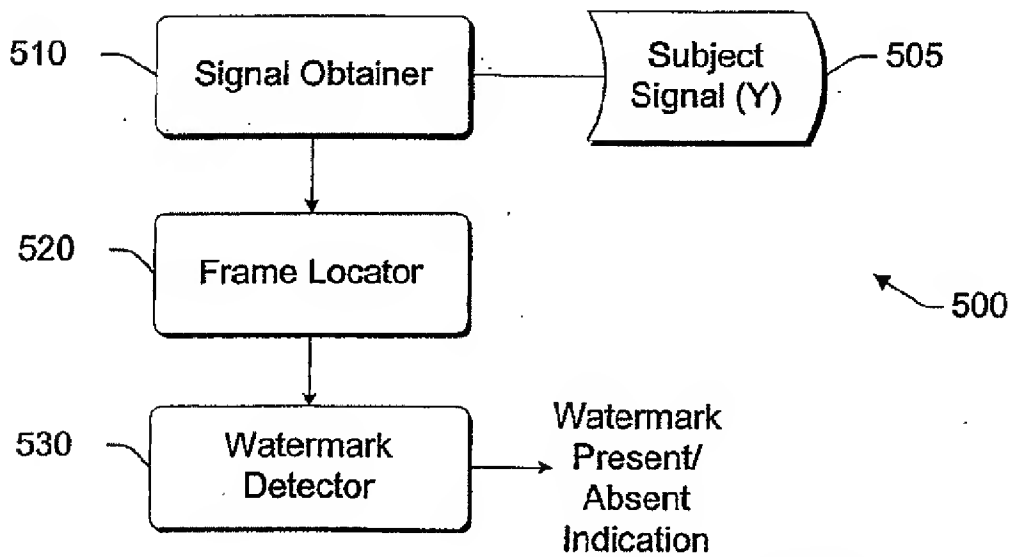 510
Signal Obtainer
Subject
Signal (Y)
505
520
Frame Locator
500
530
Watermark
Detector
Watermark
Present/
Absent
Indication